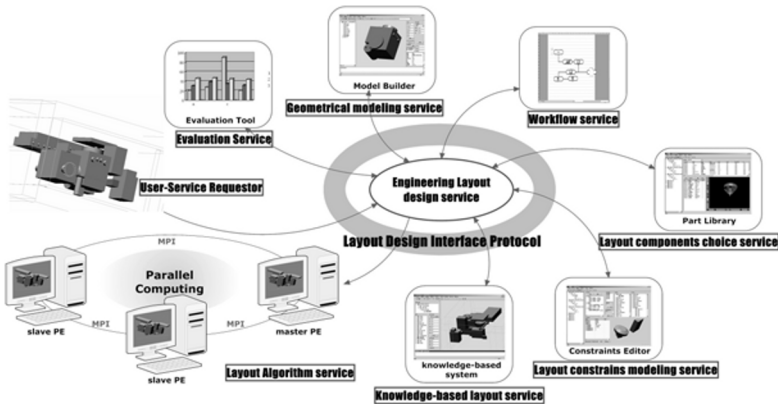 Evaluation Tool
Evaluation Service
Model Builder
Geometrical modeling service
Workflow service
User-Service Requestor
Engineering Layout
design service
Layout Design Interface Protocol
Part Library
Layout components choice service
MPI
Parallel
Computing
slave PE
MPI
MPI
master PE
slave PE
Layout Algorithm service
knowledge-based
system
Knowledge-based layout service
Constraints Editor
Layout constrains modeling service